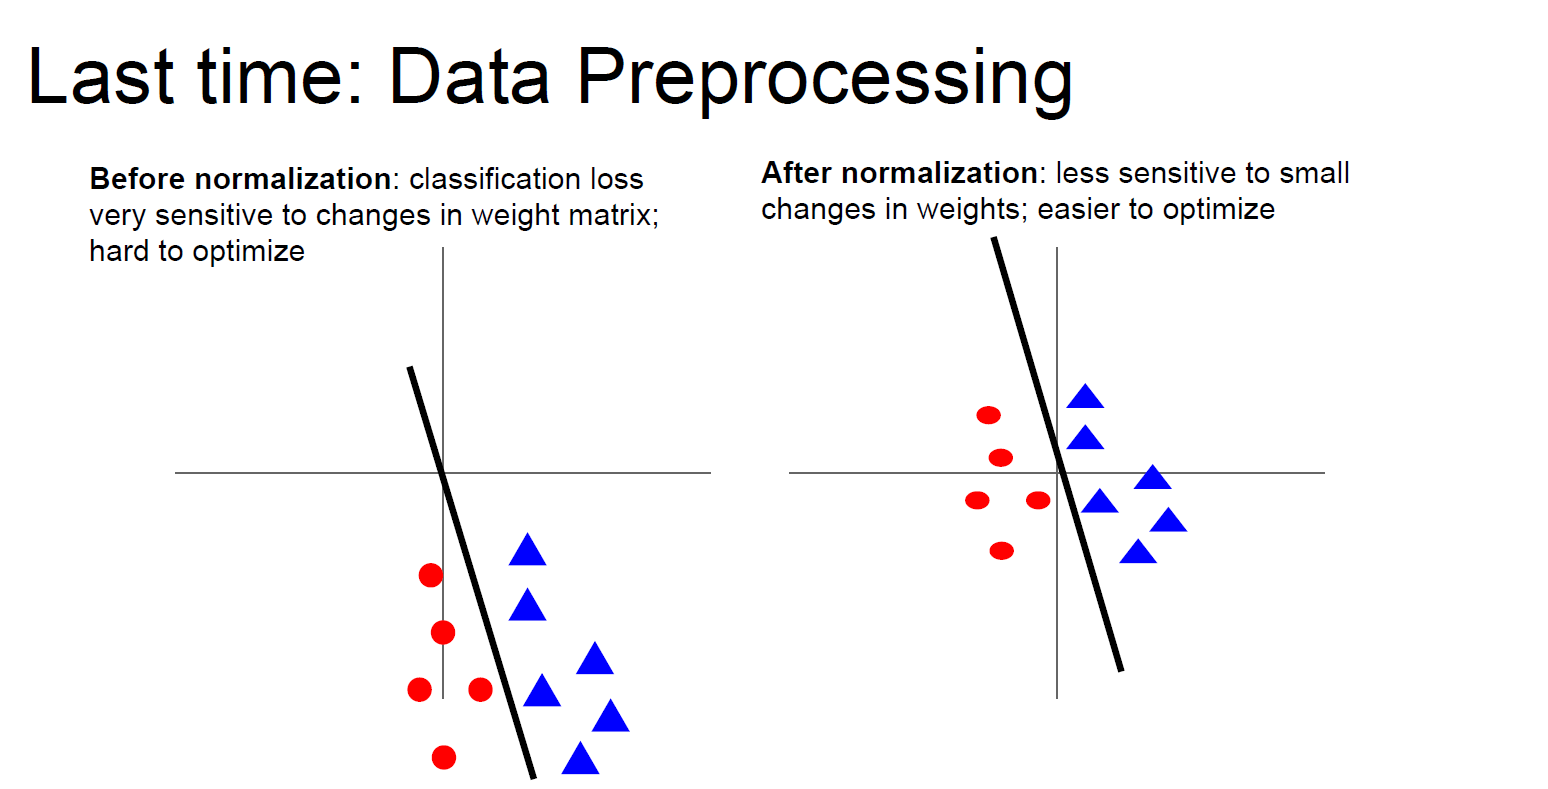 Last time: Data Preprocessing
Before normalization: classification loss
very sensitive to changes in weight matrix;
hard to optimize
After normalization: less sensitive to small
changes in weights; easier to optimize